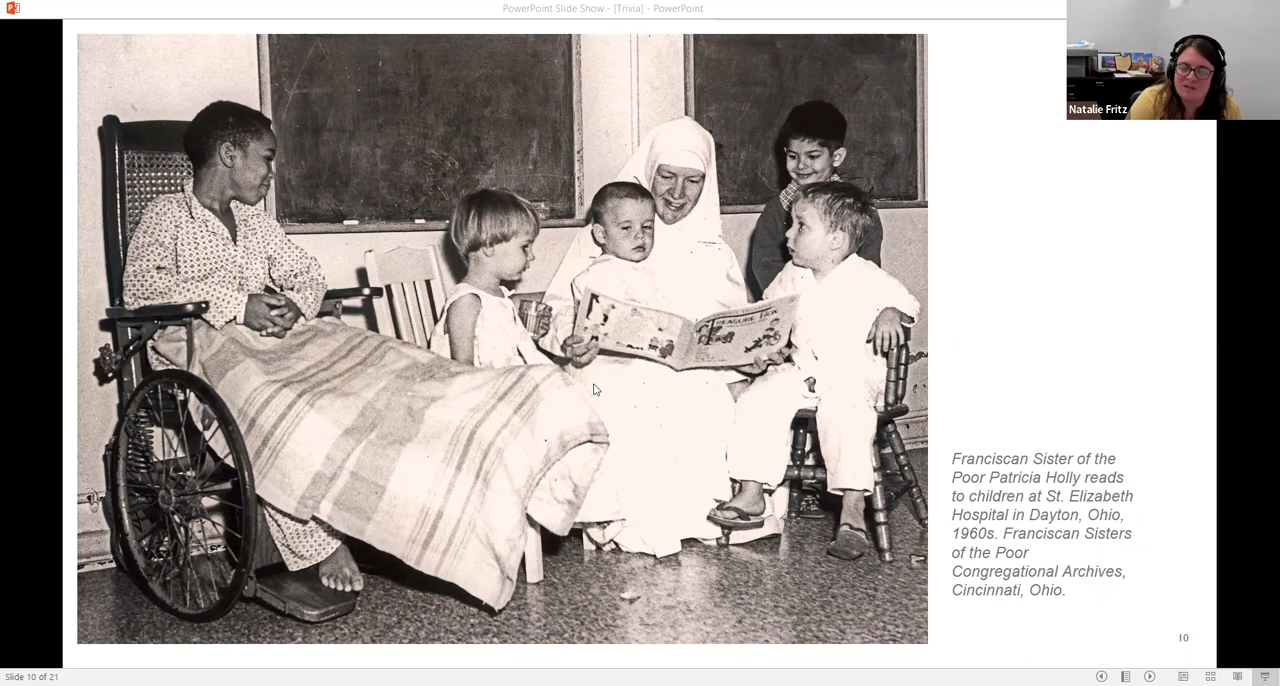 PowerPoint Slide Show - [Trivia] - PowerPoint
Natalie Fritz
TREASURE BOX
Franciscan Sister of the
Poor Patricia Holly reads
to children at St. Elizabeth
Hospital in Dayton, Ohio,
1960s. Franciscan Sisters
of the Poor
Congregational Archives,
Cincinnati, Ohio.
10
Slide 10 of 21